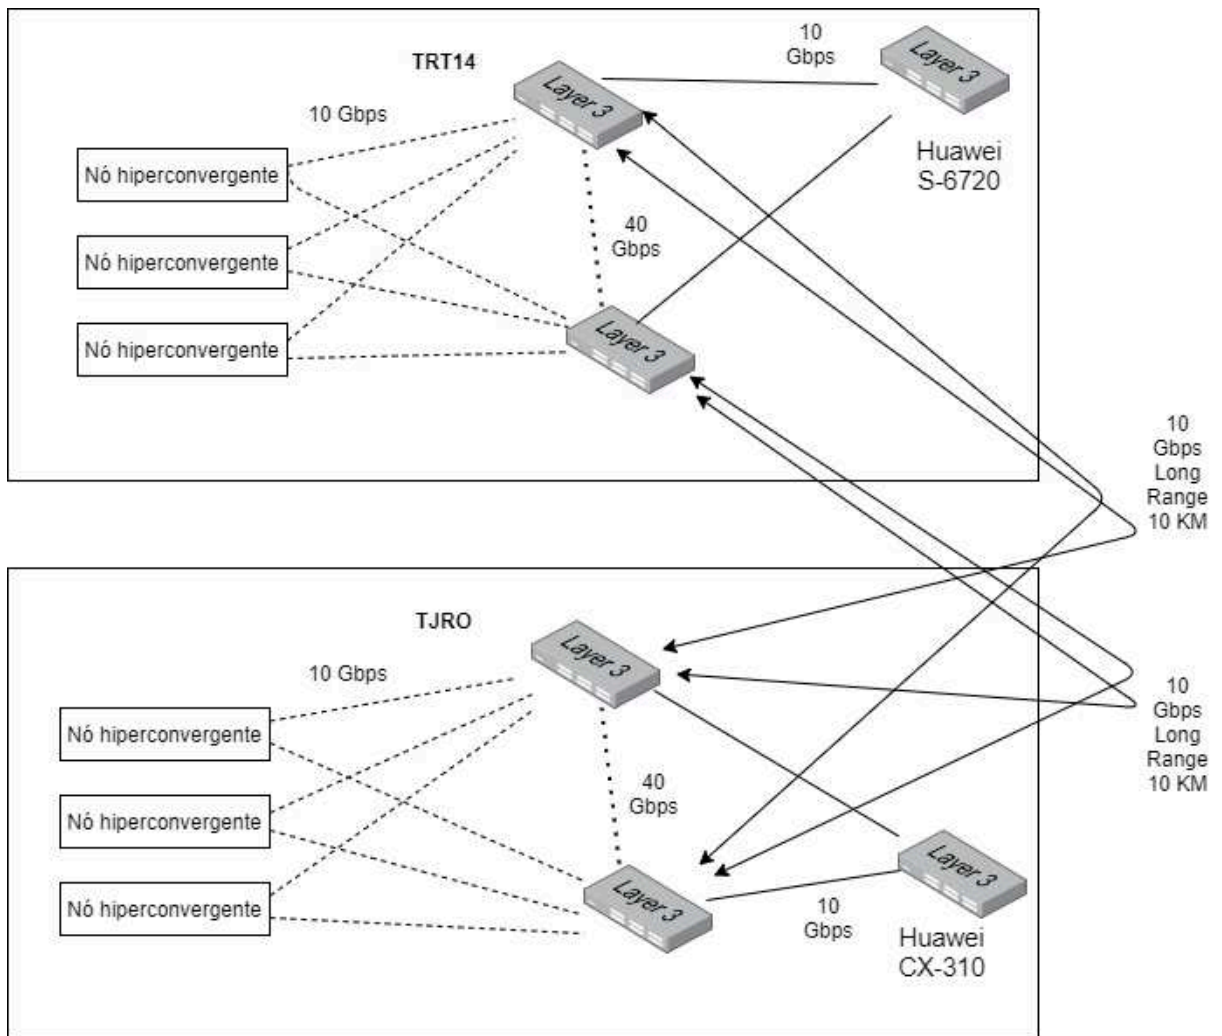 10
Gbps
Layer 3
TRT14
Layer 3
10 Gbps
Huawei
S-6720
Nó hiperconvergente
Nó hiperconvergente
Nó hiperconvergente
40
Gbps
Layer 3
10
Gbps
Long
Range
10 KM
TJRO
Layer 3
10 Gbps
Nó hiperconvergente
Nó hiperconvergente
Nó hiperconvergente
40
Gbps
10
Gbps
Long
Range
10 KM
Layer 3
Layer 3
10
Gbps
Huawei
CX-310